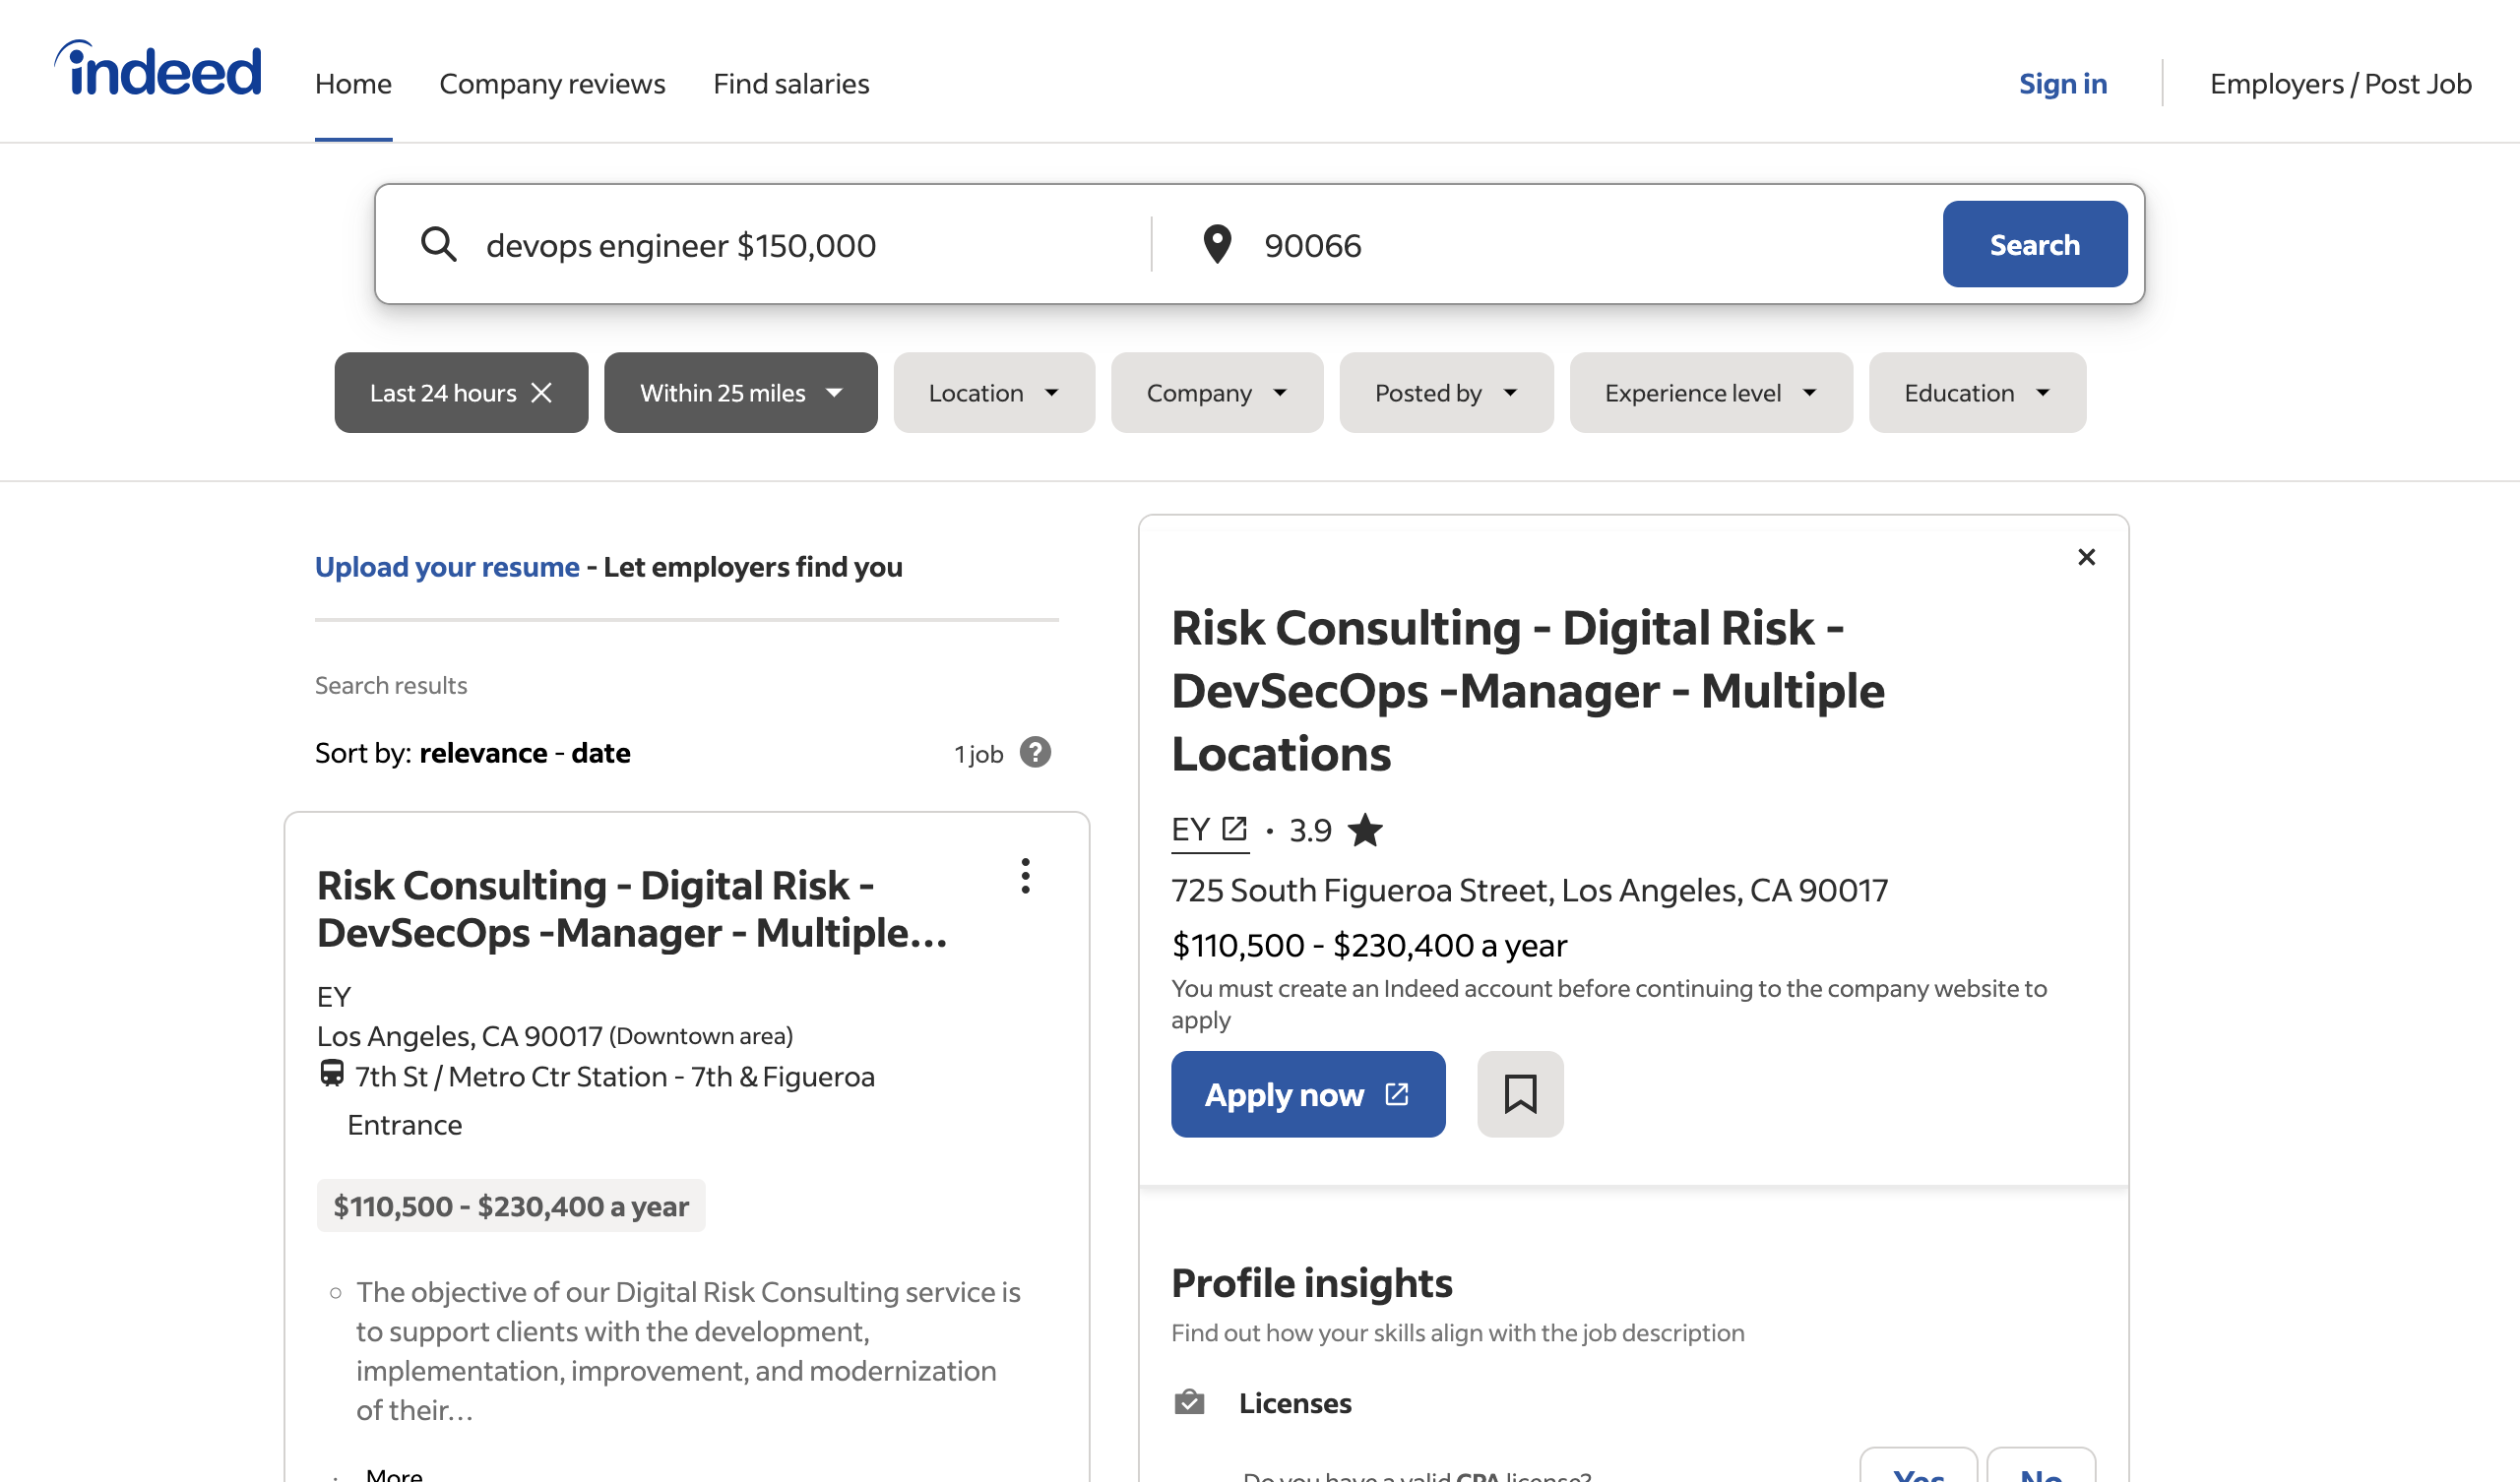 indeed
Home
Company reviews
Find salaries
Sign in
Employers / Post Job
devops engineer $150,000
90066
Search
Last 24 hours
Within 25 miles
Location
Company
Posted by
Experience level
Education
Upload your resume - Let employers find you
Search results
Sort by: relevance - date
1 job
?
Risk Consulting - Digital Risk -
DevSecOps -Manager - Multiple...
EY
Los Angeles, CA 90017 (Downtown area)
7th St / Metro Ctr Station - 7th & Figueroa
Entrance
$110,500 - $230,400 a year
The objective of our Digital Risk Consulting service is
to support clients with the development,
implementation, improvement, and modernization
of their…
More
Risk Consulting - Digital Risk -
DevSecOps -Manager - Multiple
Locations
EY · 3.9
725 South Figueroa Street, Los Angeles, CA 90017
$110,500 - $230,400 a year
You must create an Indeed account before continuing to the company website to
apply
Apply now
Profile insights
Find out how your skills align with the job description
Licenses
Do you have a valid CPA license?
Yes
No